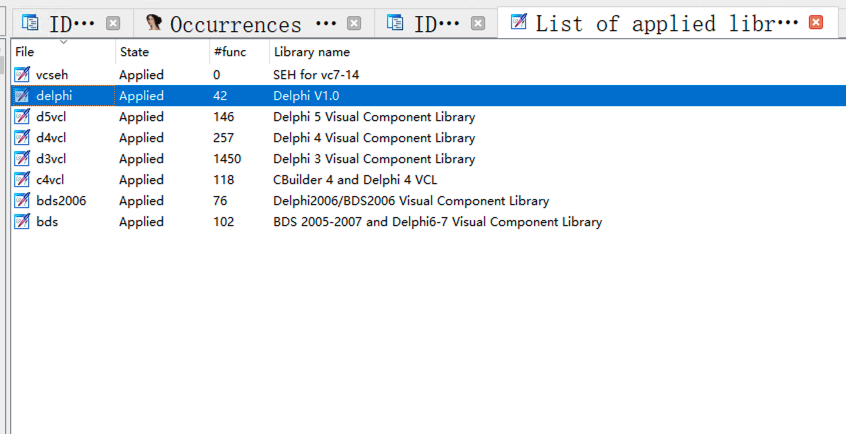 ID··· Occurrences ··· ID··· List of applied libr···
File State #func Library name
vcseh Applied 0 SEH for vc7-14
delphi Applied 42 Delphi V1.0
d5vcl Applied 146 Delphi 5 Visual Component Library
d4vcl Applied 257 Delphi 4 Visual Component Library
d3vcl Applied 1450 Delphi 3 Visual Component Library
c4vcl Applied 118 CBuilder 4 and Delphi 4 VCL
bds2006 Applied 76 Delphi2006/BDS2006 Visual Component Library
bds Applied 102 BDS 2005-2007 and Delphi6-7 Visual Component Library